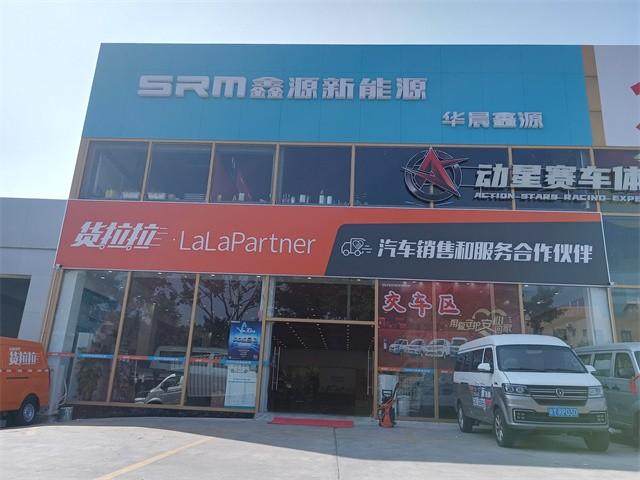 SRM鑫源新能源
华晨鑫源
动星赛车体
ACTION-STARS RACING EXPE
货拉拉·LaLaPartner
汽车销售和服务合作伙伴
交车区
货拉拉